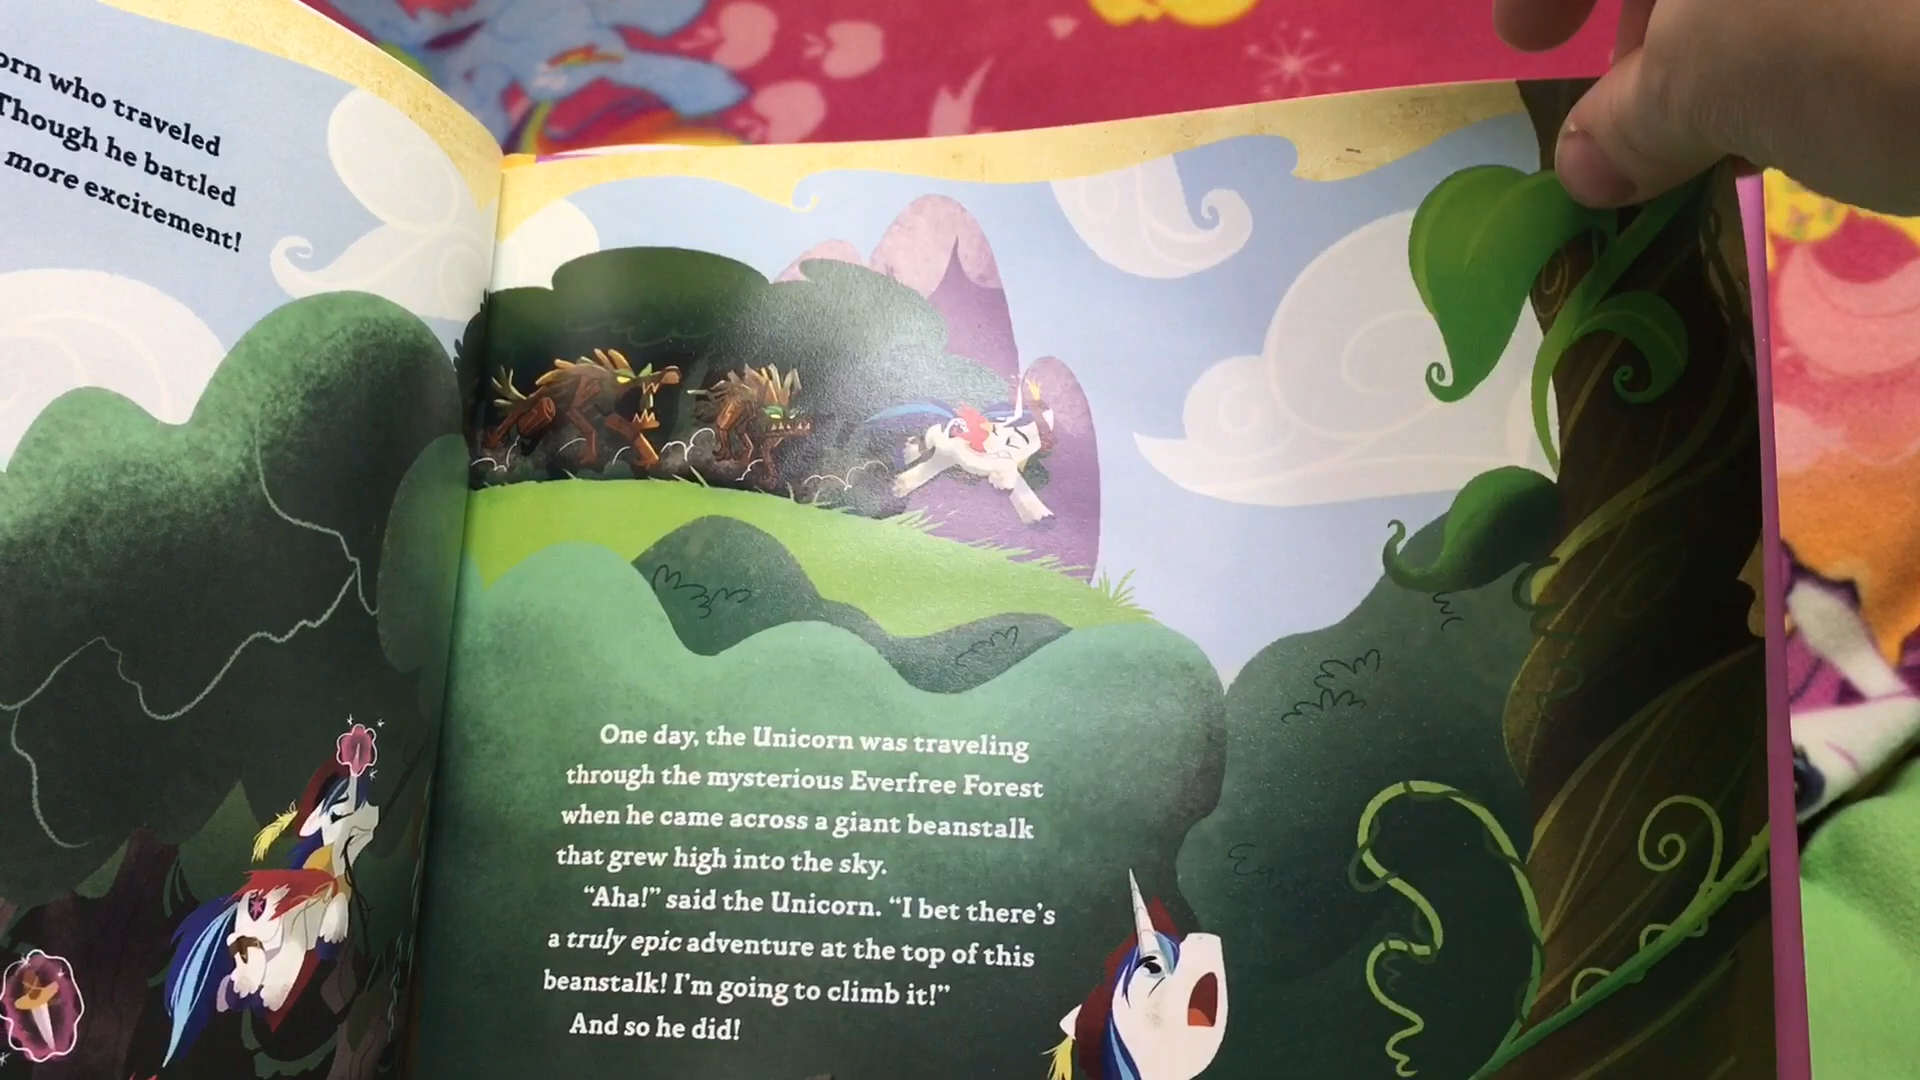 who traveled
Though he battled
more excitement!
One day, the Unicorn was traveling
through the mysterious Everfree Forest
when he came across a giant beanstalk
that grew high into the sky.
“Aha!” said the Unicorn. “I bet there’s
a truly epic adventure at the top of this
beanstalk! I’m going to climb it!”
And so he did!